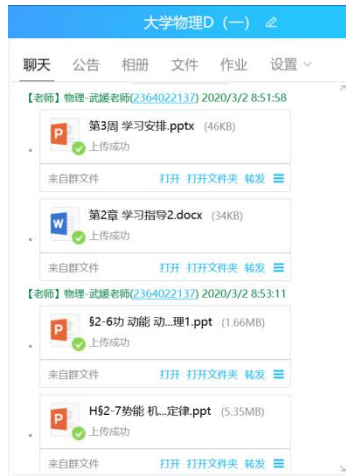 大学物理D（一）
聊天 公告 相册 文件 作业 设置
【老师】物理-武媛老师(2364022137) 2020/3/2 8:51:58
第3周 学习安排.pptx (46KB)
上传成功
来自群文件 打开 打开文件夹 转发
第2章 学习指导2.docx (34KB)
上传成功
来自群文件 打开 打开文件夹 转发
【老师】物理-武媛老师(2364022137) 2020/3/2 8:53:11
§2-6功 动能 动...理1.ppt (1.66MB)
上传成功
来自群文件 打开 打开文件夹 转发
H§2-7势能 机...定律.ppt (5.35MB)
上传成功
来自群文件 打开 打开文件夹 转发